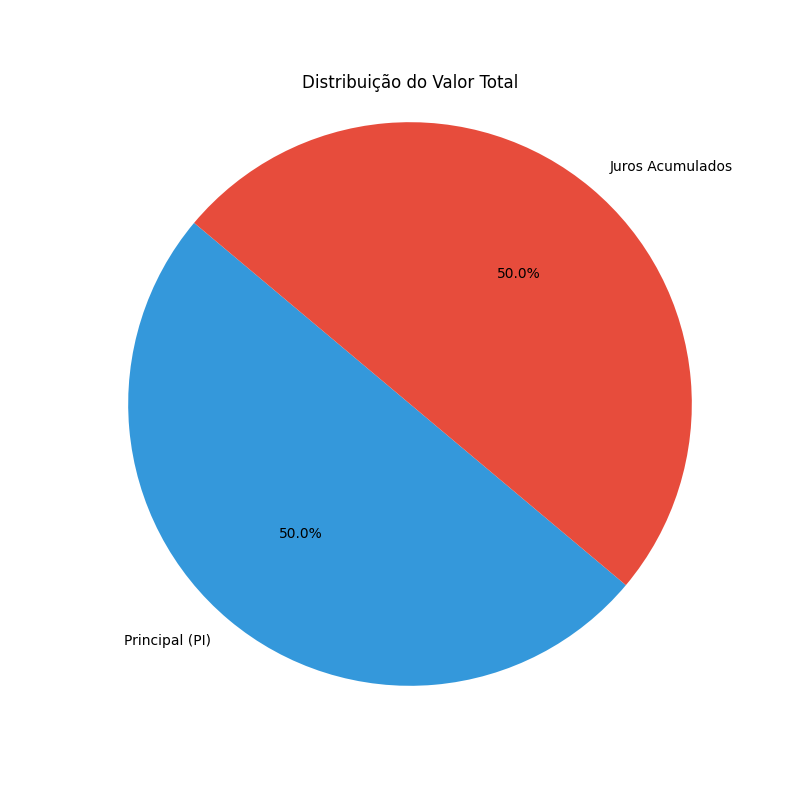 Distribuição do Valor Total
Juros Acumulados
50.0%
50.0%
Principal (PI)